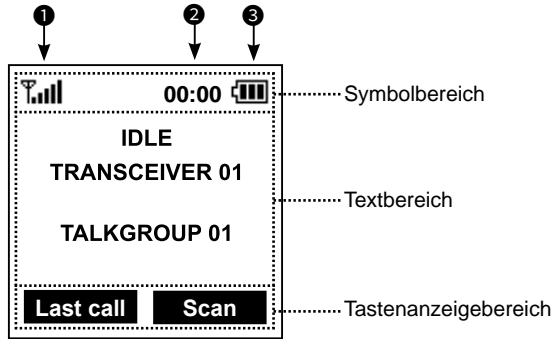 ❶ ❷ ❸
00:00 Symbolbereich
IDLE
TRANSCEIVER 01
Textbereich
TALKGROUP 01
Last call Scan Tastenanzeigebereich